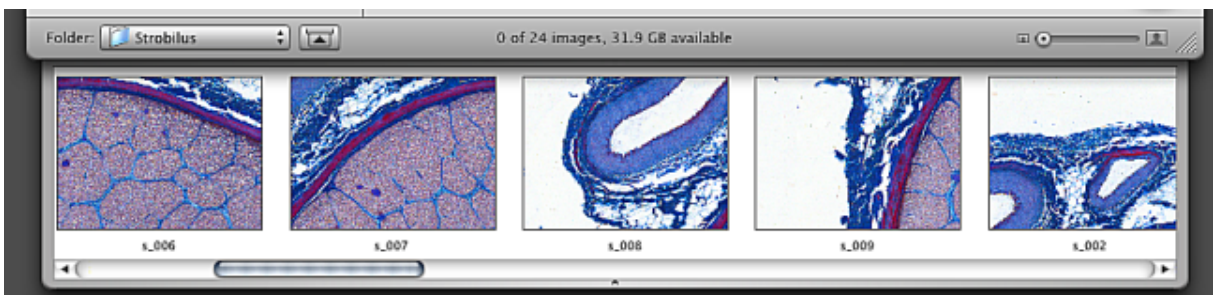 Folder: Strobilus 0 of 24 images, 31.9 GB available
s_006 s_007 s_008 s_009 s_002